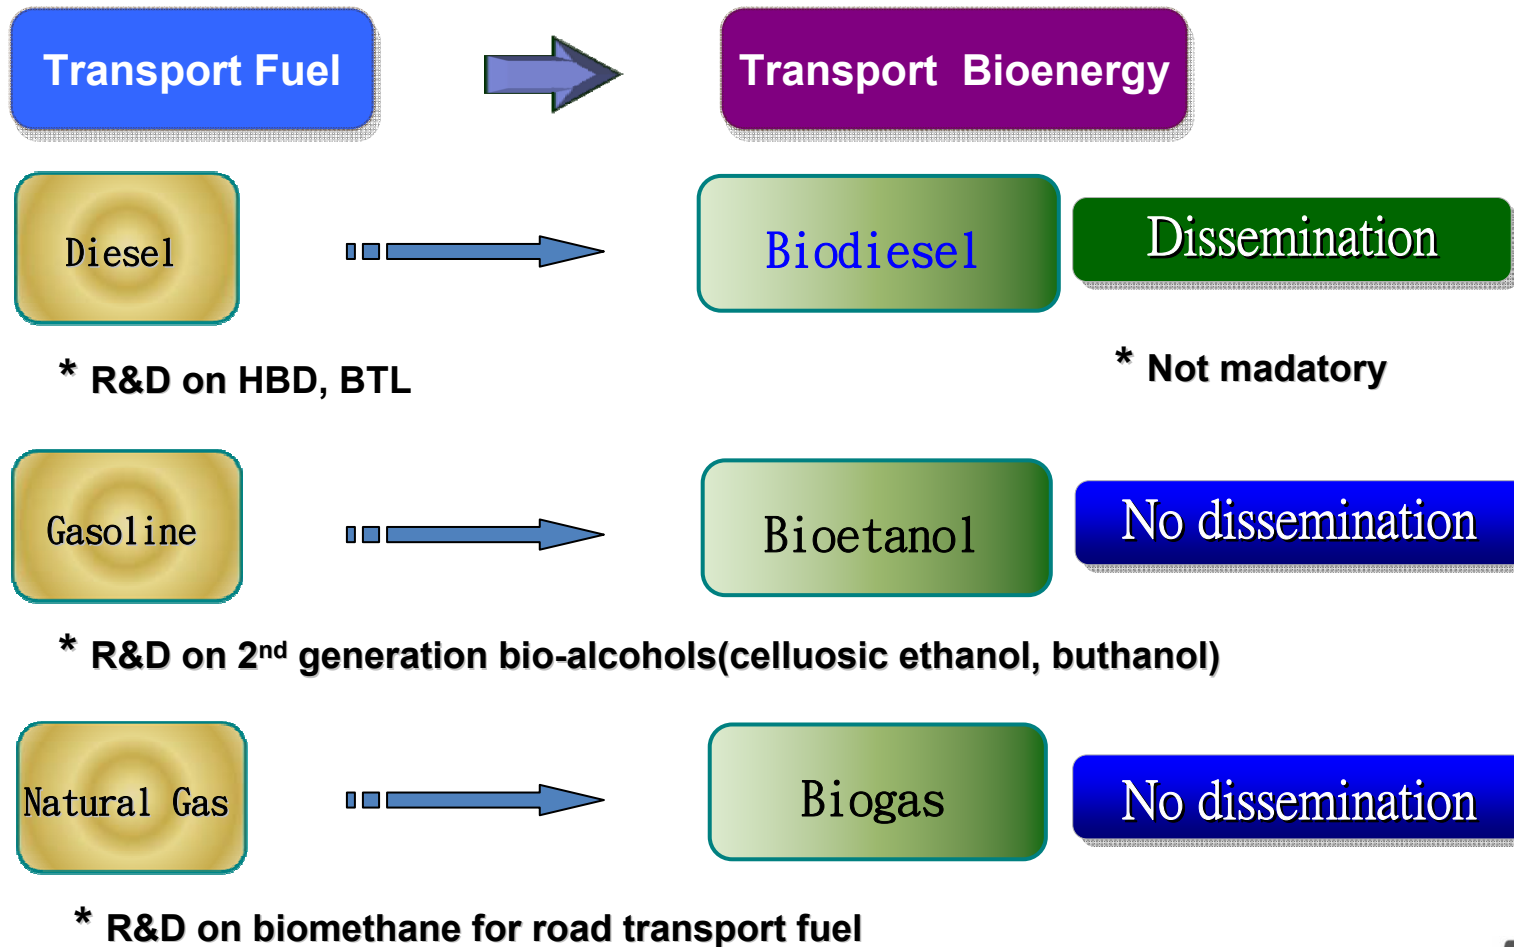 Transport Fuel
Transport Bioenergy
Diesel
Biodiesel
Dissemination
* R&D on HBD, BTL
* Not madatory
Gasoline
Bioetanol
No dissemination
* R&D on 2nd generation bio-alcohols(celluosic ethanol, buthanol)
Natural Gas
Biogas
No dissemination
* R&D on biomethane for road transport fuel